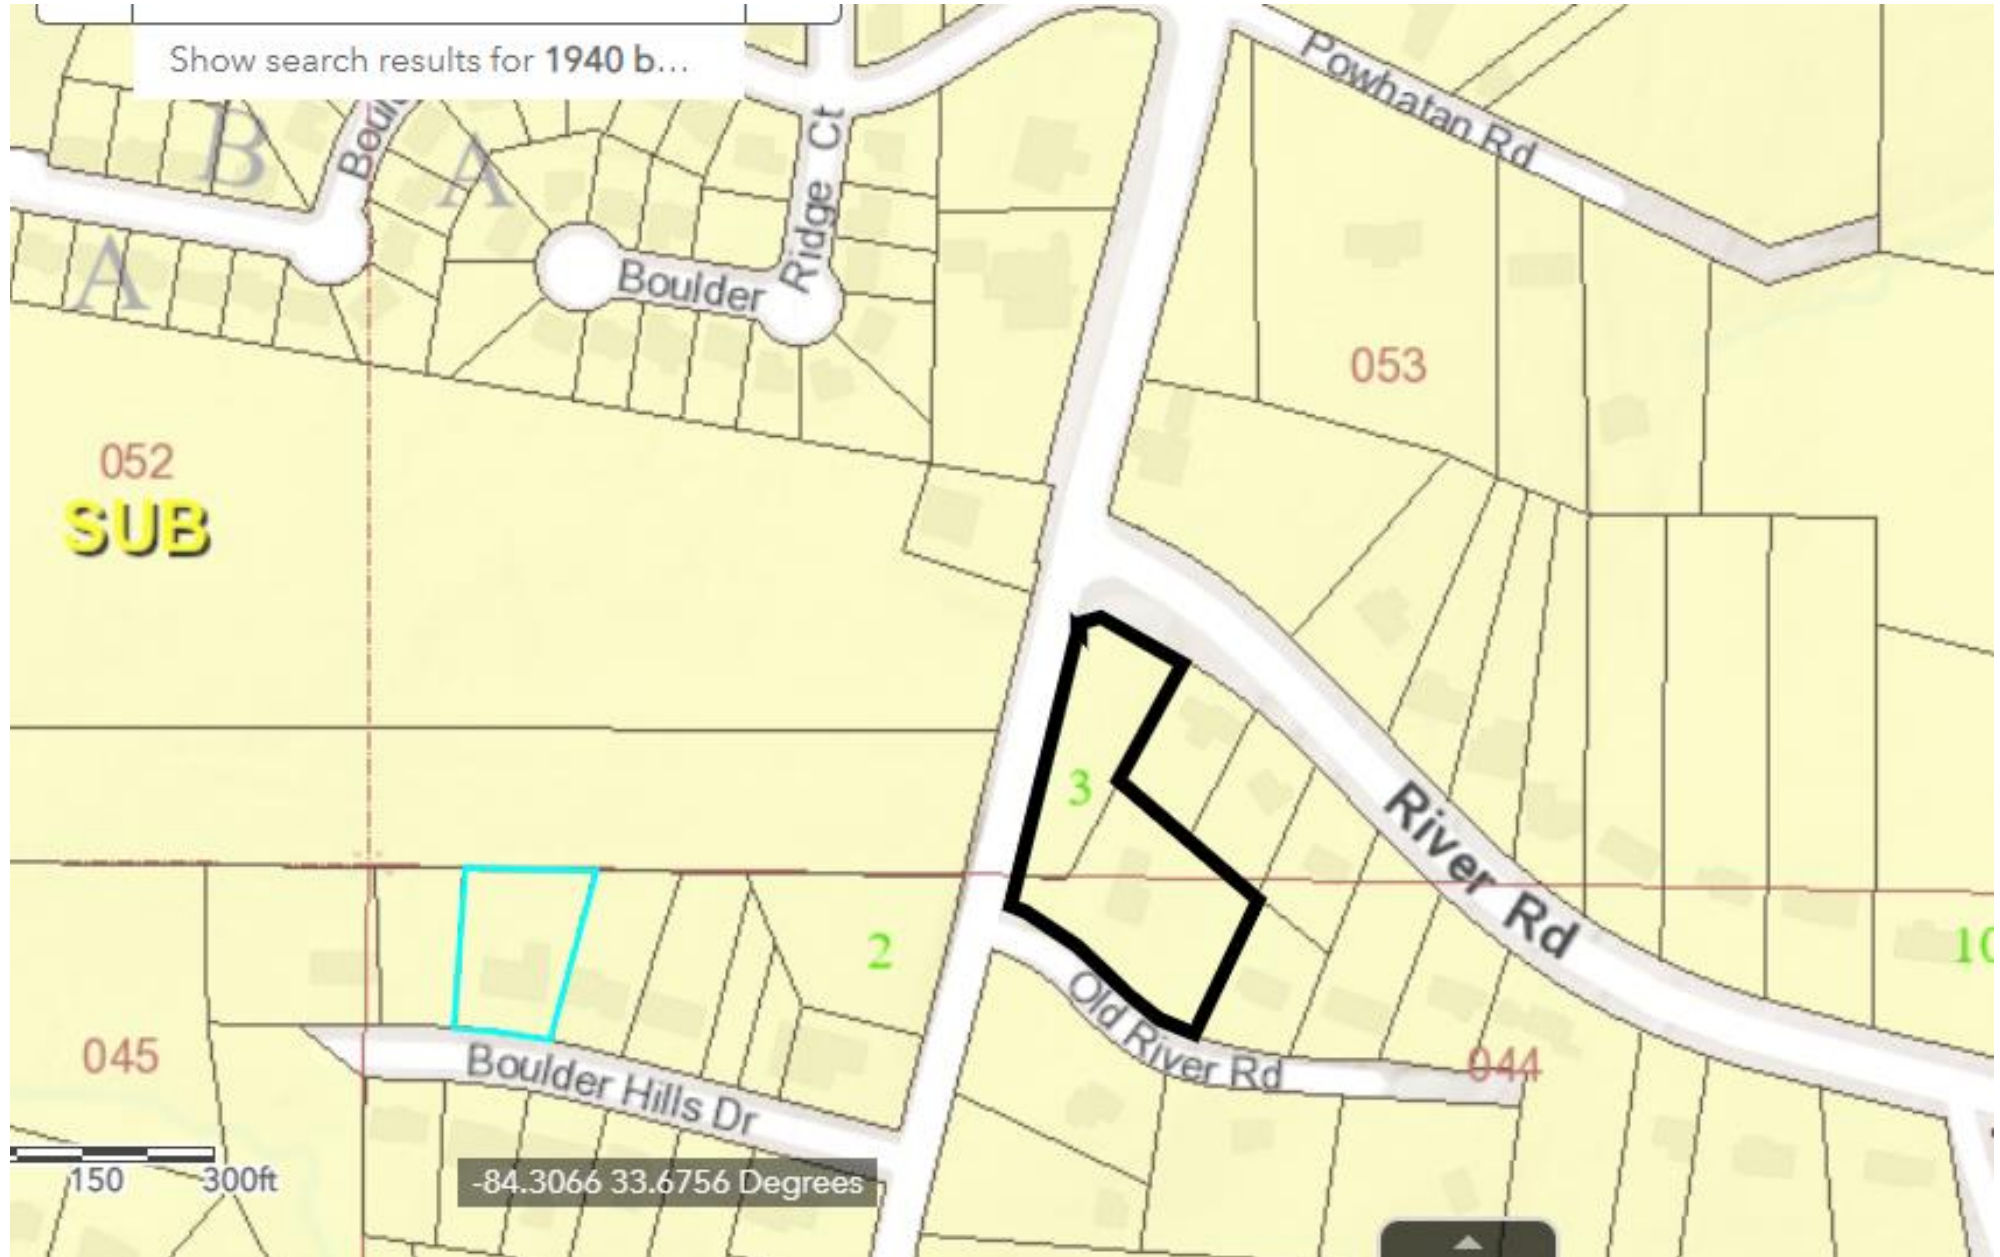 Show search results for 1940 b…
Powhatan Rd
B
A
Ridge Ct
A
Boulder
053
052
SUB
3
River Rd
2
10
Old River Rd
045
044
Boulder Hills Dr
150 300ft
-84.3066 33.6756 Degrees